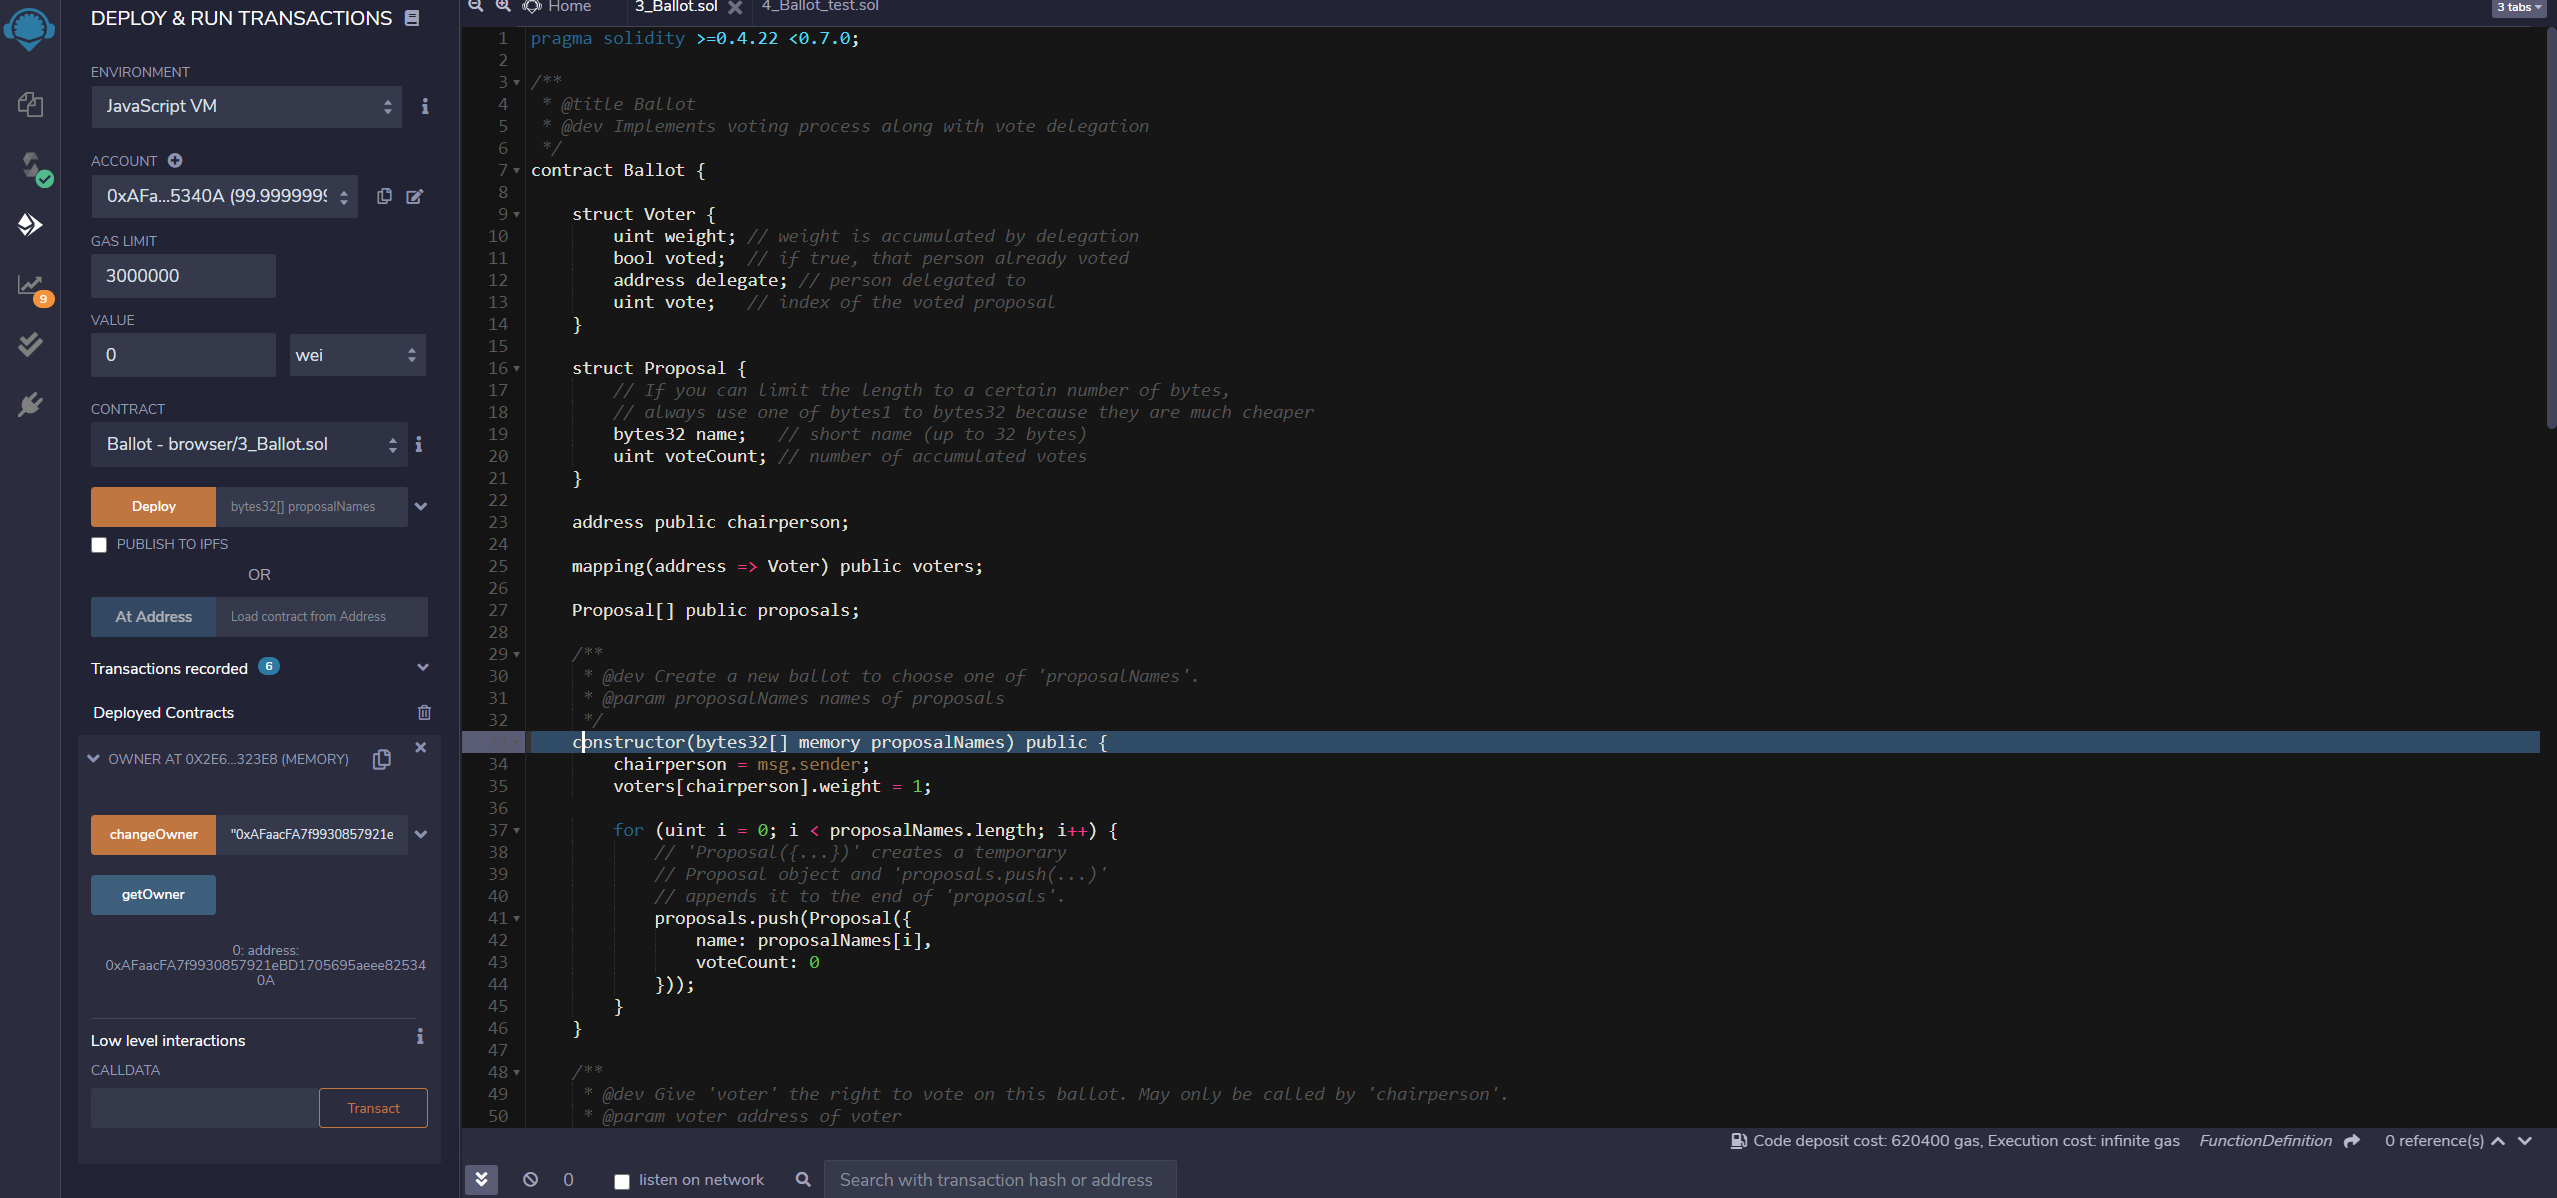 DEPLOY & RUN TRANSACTIONS
ENVIRONMENT
JavaScript VM
ACCOUNT
0xAFa...5340A (99.9999999
GAS LIMIT
3000000
VALUE
0
wei
CONTRACT
Ballot - browser/3_Ballot.sol
Deploy
bytes32[] proposalNames
PUBLISH TO IPFS
OR
At Address
Load contract from Address
Transactions recorded 6
Deployed Contracts
OWNER AT 0X2E6...323E8 (MEMORY)
changeOwner
"0xAFaacFA7f9930857921e
getOwner
0: address:
0xAFaacFA7f9930857921eBD1705695aeee82534
0A
Low level interactions
CALLDATA
Transact
9
Home
3_Ballot.sol
4_Ballot_test.sol
3 tabs
1 pragma solidity >=0.4.22 <0.7.0;
2
3 /**
4  * @title Ballot
5  * @dev Implements voting process along with vote delegation
6  */
7 contract Ballot {
8
9     struct Voter {
10         uint weight; // weight is accumulated by delegation
11         bool voted;  // if true, that person already voted
12         address delegate; // person delegated to
13         uint vote;   // index of the voted proposal
14     }
15
16     struct Proposal {
17         // If you can limit the length to a certain number of bytes,
18         // always use one of bytes1 to bytes32 because they are much cheaper
19         bytes32 name;   // short name (up to 32 bytes)
20         uint voteCount; // number of accumulated votes
21     }
22
23     address public chairperson;
24
25     mapping(address => Voter) public voters;
26
27     Proposal[] public proposals;
28
29     /**
30      * @dev Create a new ballot to choose one of 'proposalNames'.
31      * @param proposalNames names of proposals
32      */
33     constructor(bytes32[] memory proposalNames) public {
34         chairperson = msg.sender;
35         voters[chairperson].weight = 1;
36
37         for (uint i = 0; i < proposalNames.length; i++) {
38             // 'Proposal({...})' creates a temporary
39             // Proposal object and 'proposals.push(...)'
40             // appends it to the end of 'proposals'.
41             proposals.push(Proposal({
42                 name: proposalNames[i],
43                 voteCount: 0
44             }));
45         }
46     }
47
48     /**
49      * @dev Give 'voter' the right to vote on this ballot. May only be called by 'chairperson'.
50      * @param voter address of voter
Code deposit cost: 620400 gas, Execution cost: infinite gas FunctionDefinition 0 reference(s)
0
listen on network
Search with transaction hash or address